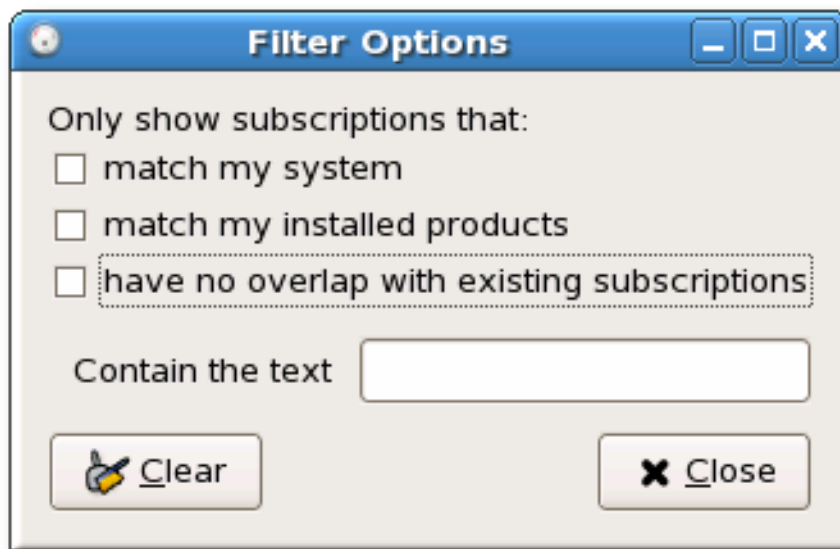 Filter Options
Only show subscriptions that:
match my system
match my installed products
have no overlap with existing subscriptions
Contain the text
Clear
Close